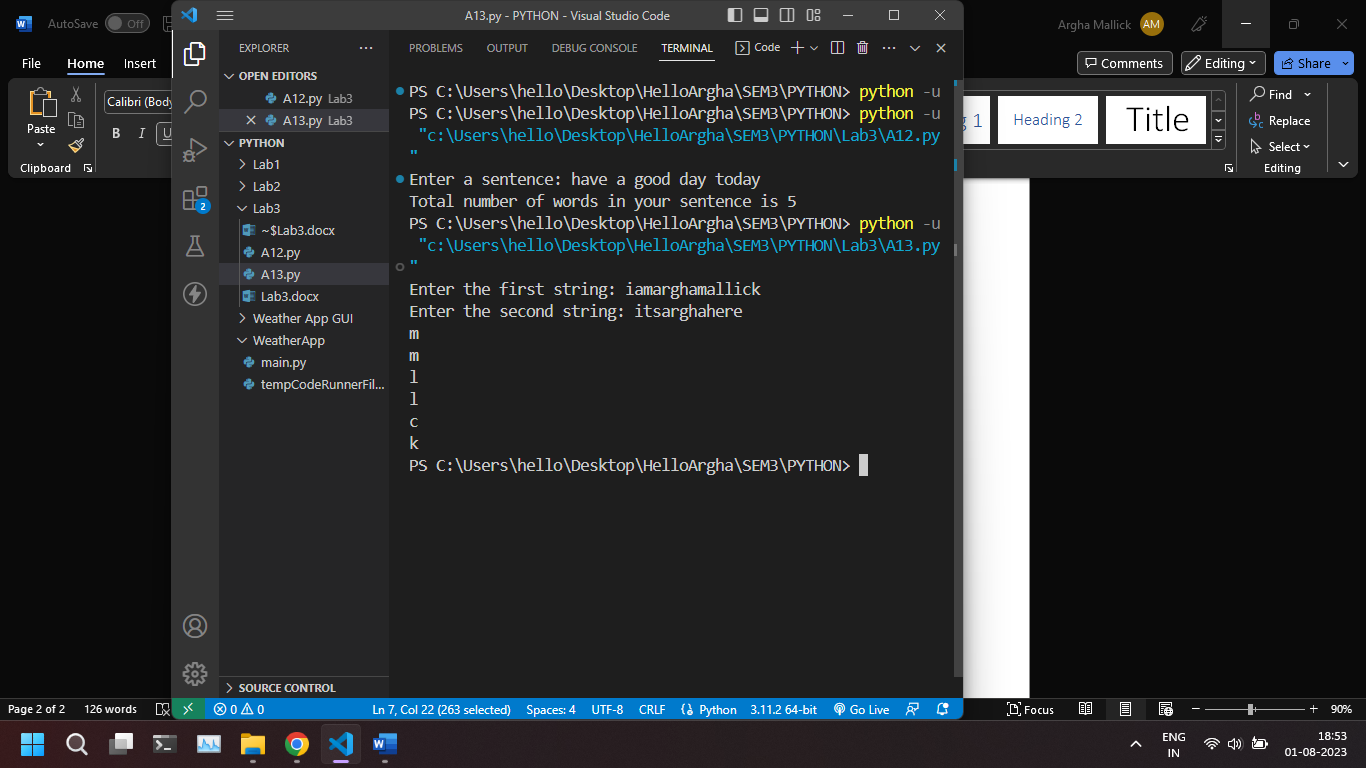 AutoSave Off
A13.py - PYTHON - Visual Studio Code
Argha Mallick AM
File Home Insert
Comments Editing Share
Calibri (Body
Paste
B I U
Clipboard
1 Heading 2 Title
Find
Replace
Select
Editing
EXPLORER
OPEN EDITORS
A12.py Lab3
A13.py Lab3
PYTHON
Lab1
Lab2
Lab3
~$Lab3.docx
A12.py
A13.py
Lab3.docx
Weather App GUI
WeatherApp
main.py
tempCodeRunnerFil...
SOURCE CONTROL
2
PROBLEMS OUTPUT DEBUG CONSOLE TERMINAL Code
PS C:\Users\hello\Desktop\HelloArgha\SEM3\PYTHON> python -u
PS C:\Users\hello\Desktop\HelloArgha\SEM3\PYTHON> python -u
"c:\Users\hello\Desktop\HelloArgha\SEM3\PYTHON\Lab3\A12.py
"
Enter a sentence: have a good day today
Total number of words in your sentence is 5
PS C:\Users\hello\Desktop\HelloArgha\SEM3\PYTHON> python -u
"c:\Users\hello\Desktop\HelloArgha\SEM3\PYTHON\Lab3\A13.py
"
Enter the first string: iamarghamallick
Enter the second string: itsarghahere
m
m
l
l
c
k
PS C:\Users\hello\Desktop\HelloArgha\SEM3\PYTHON>
0 0 Ln 7, Col 22 (263 selected) Spaces: 4 UTF-8 CRLF Python 3.11.2 64-bit Go Live
Page 2 of 2 126 words
Focus 90%
ENG
IN
18:53
01-08-2023